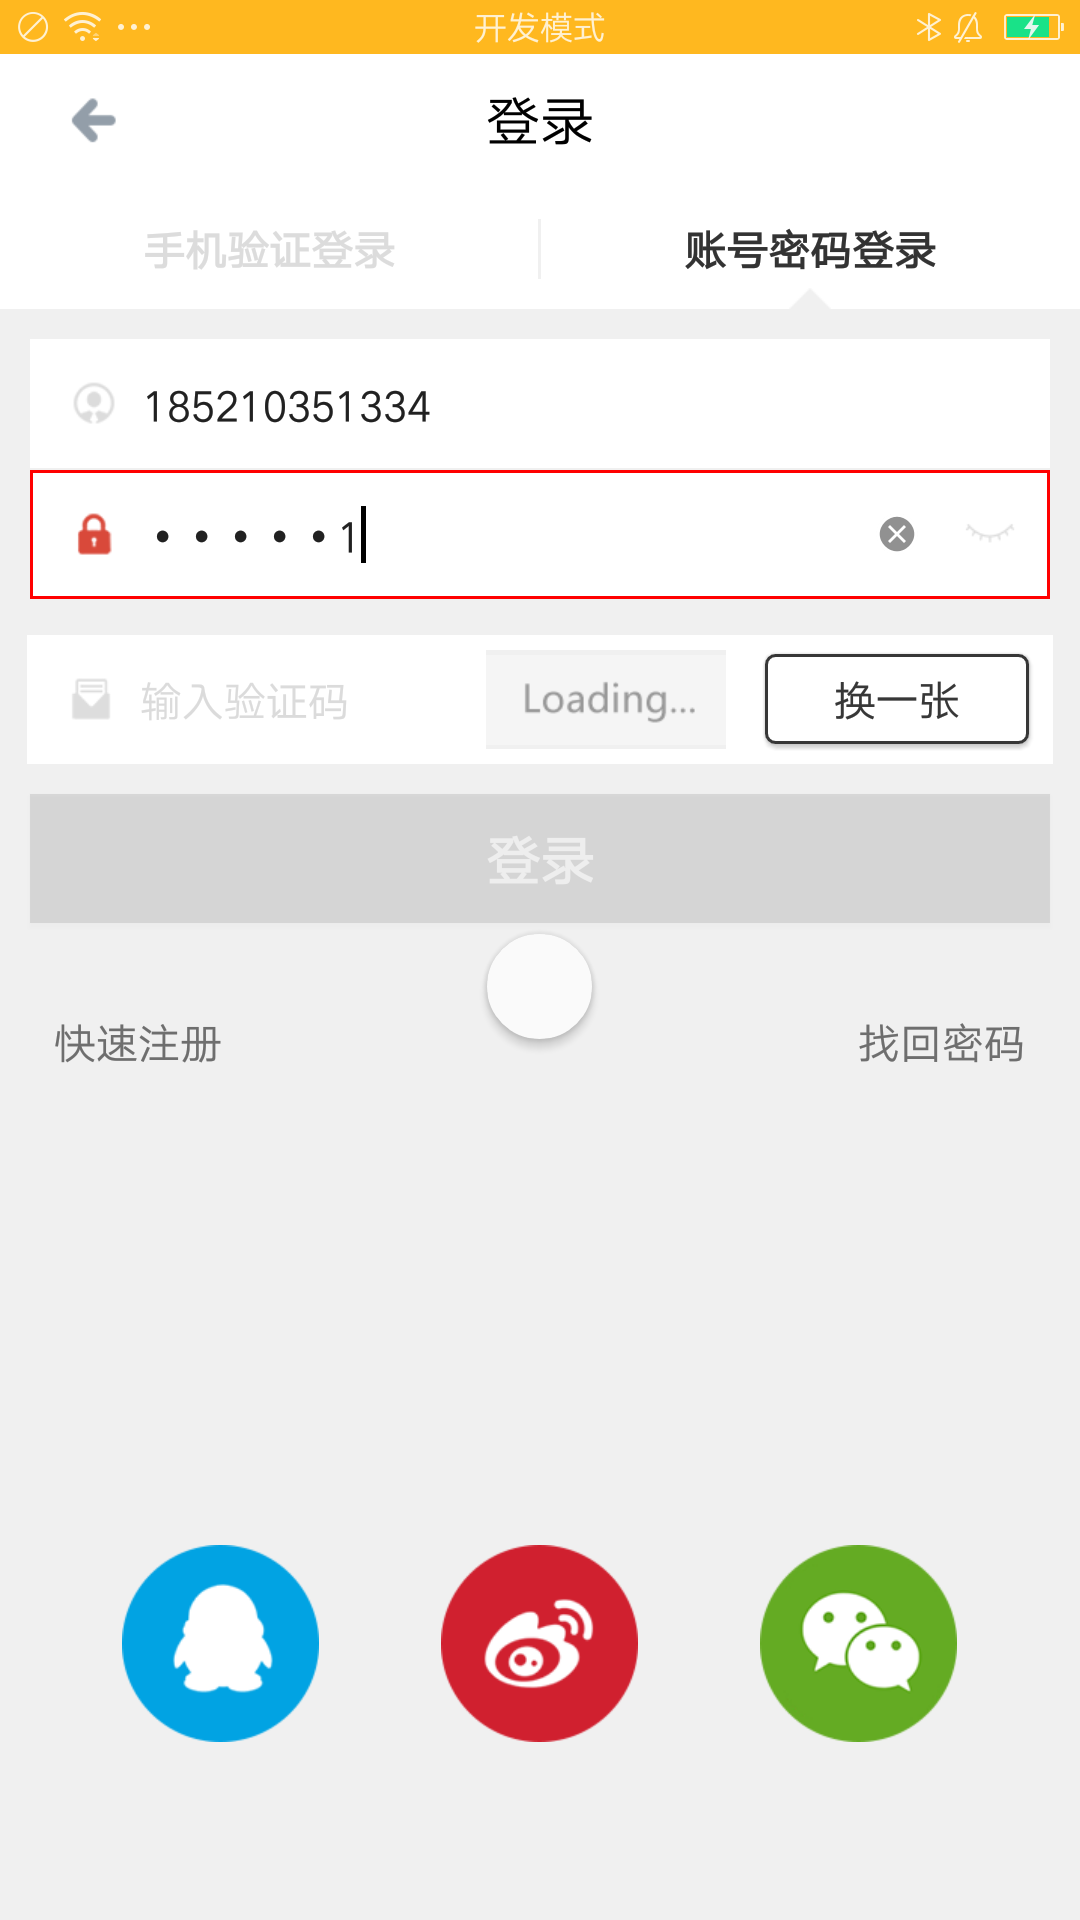 开发模式
登录
手机验证登录
账号密码登录
185210351334
•••••1
输入验证码
Loading...
换一张
登录
快速注册
找回密码